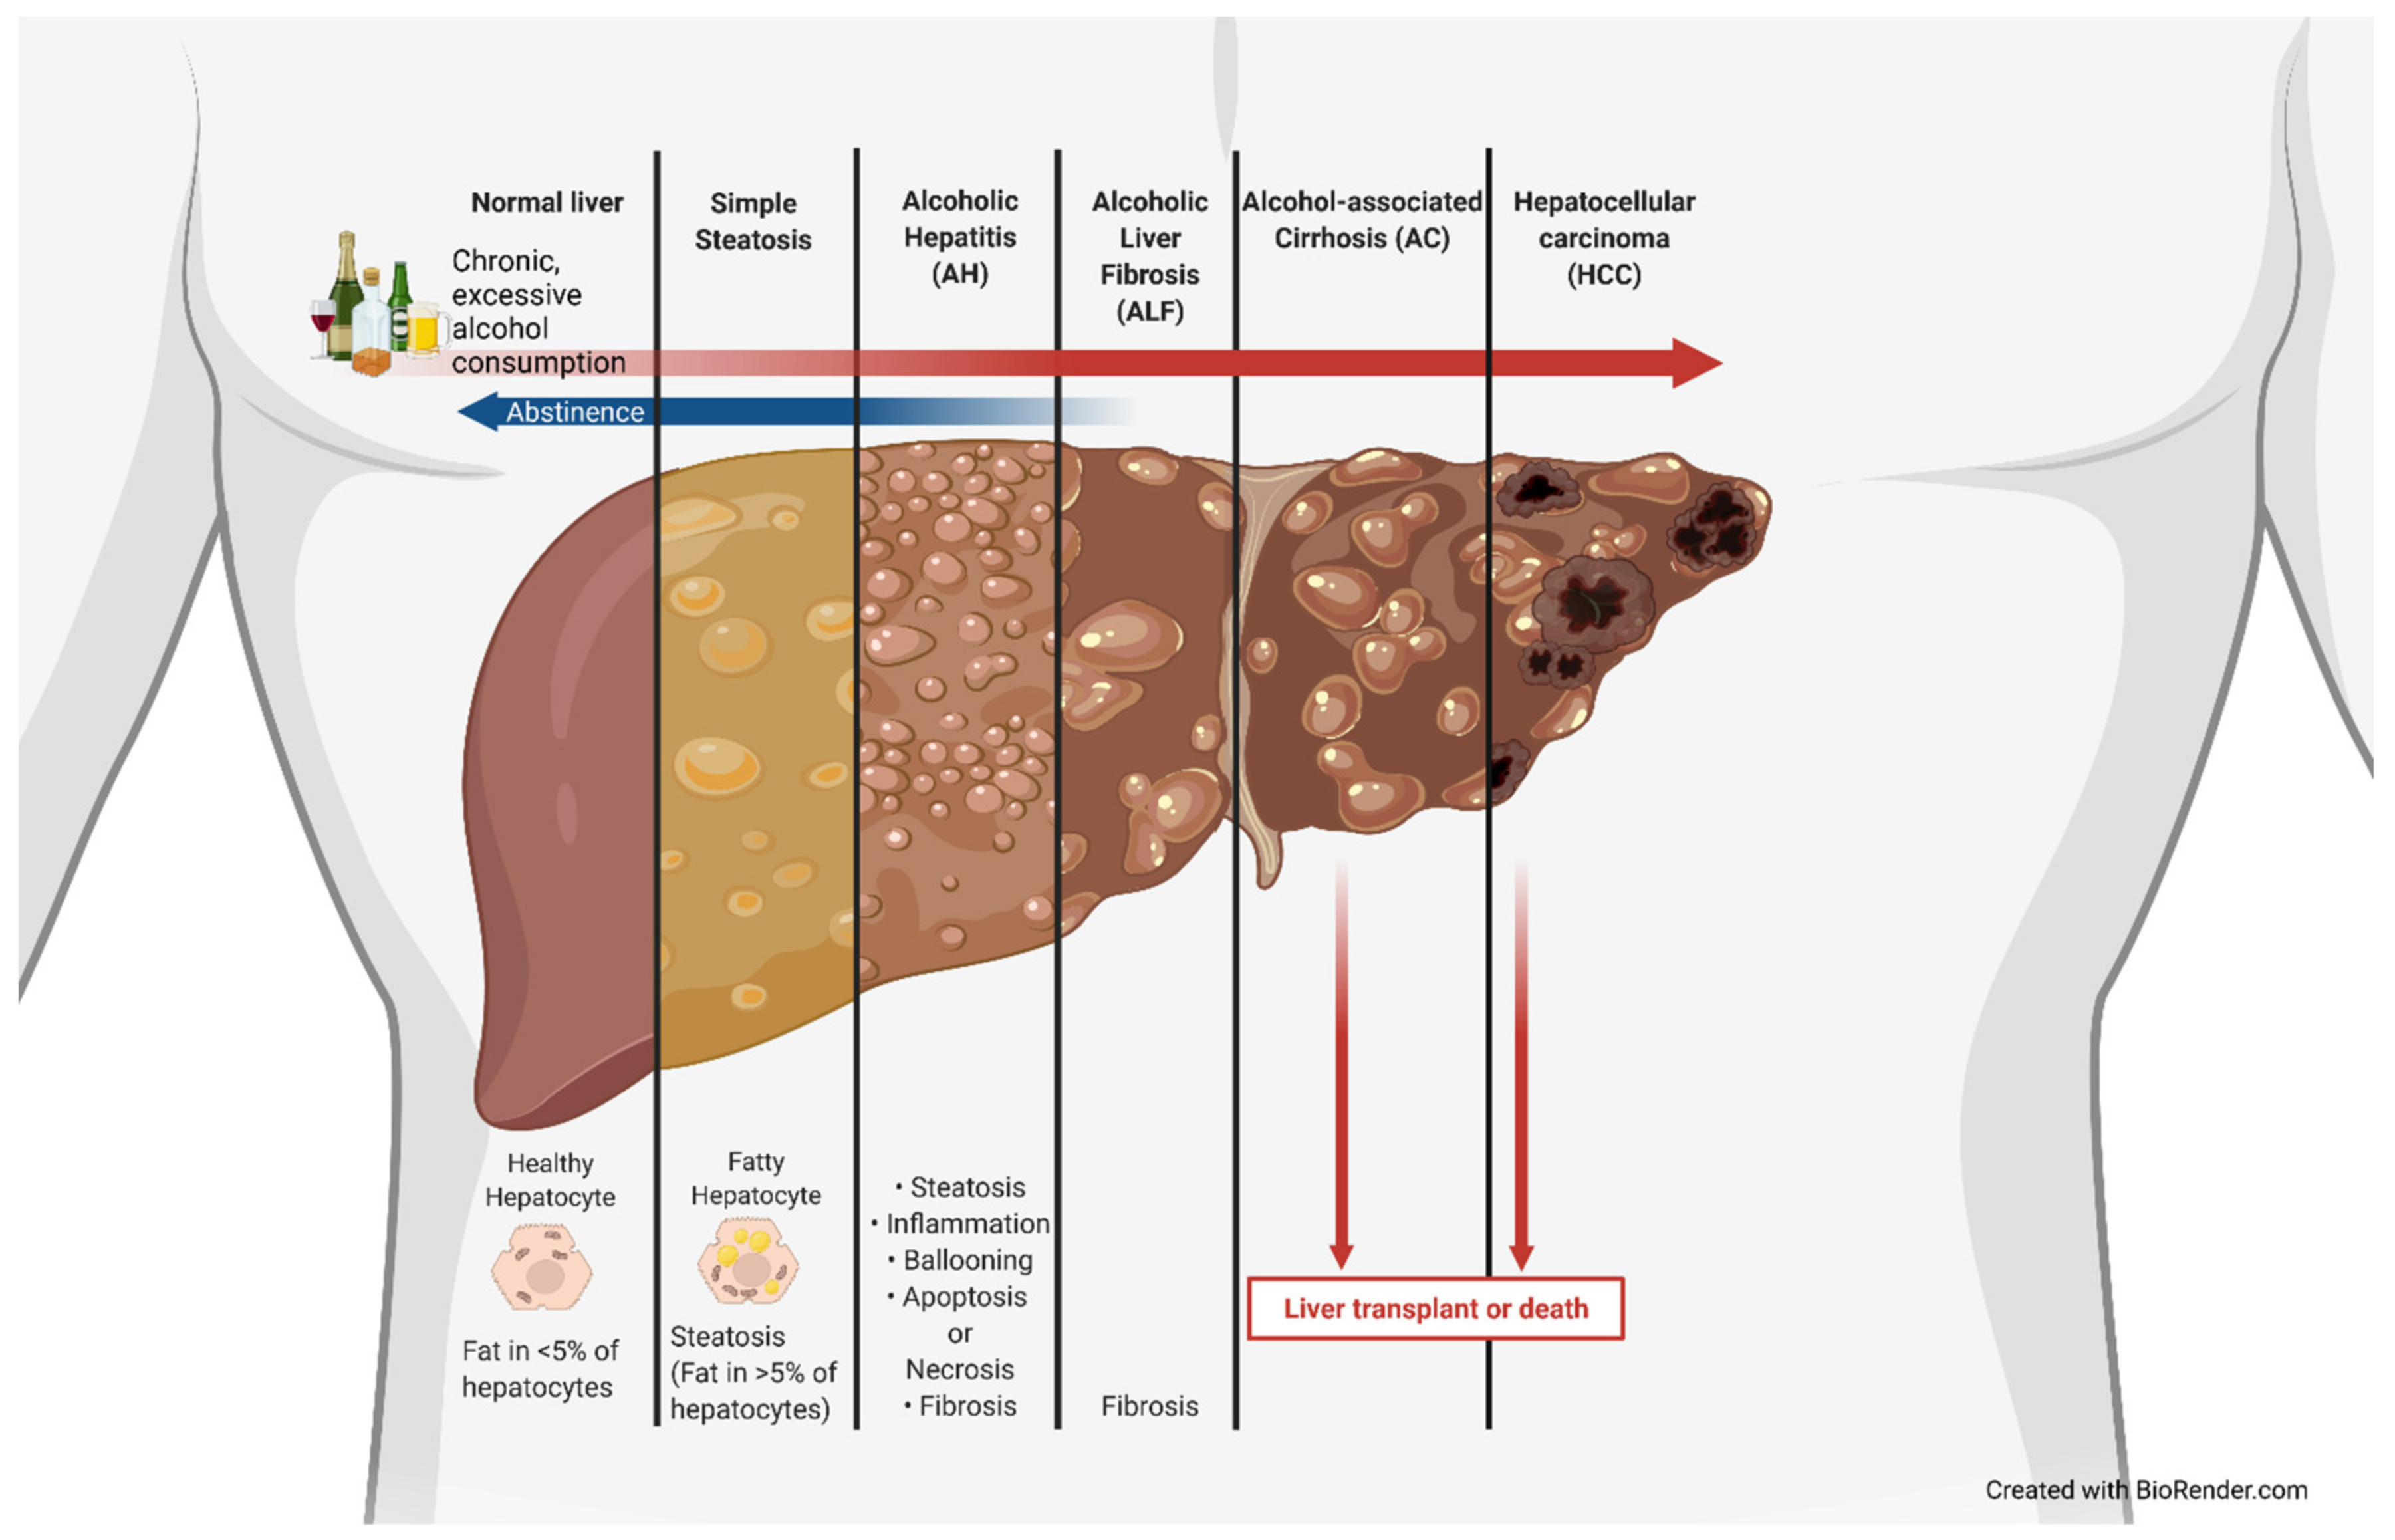 Normal liver
Chronic,
excessive
alcohol
consumption
Simple
Steatosis
Alcoholic
Hepatitis
(AH)
Alcoholic
Liver
Fibrosis
(ALF)
Alcohol-associated
Cirrhosis (AC)
Hepatocellular
carcinoma
(HCC)
Abstinence
Healthy
Hepatocyte
Fat in <5% of
hepatocytes
Fatty
Hepatocyte
Steatosis
(Fat in >5% of
hepatocytes)
• Steatosis
• Inflammation
• Ballooning
• Apoptosis
or
Necrosis
• Fibrosis
Fibrosis
Liver transplant or death
Created with BioRender.com